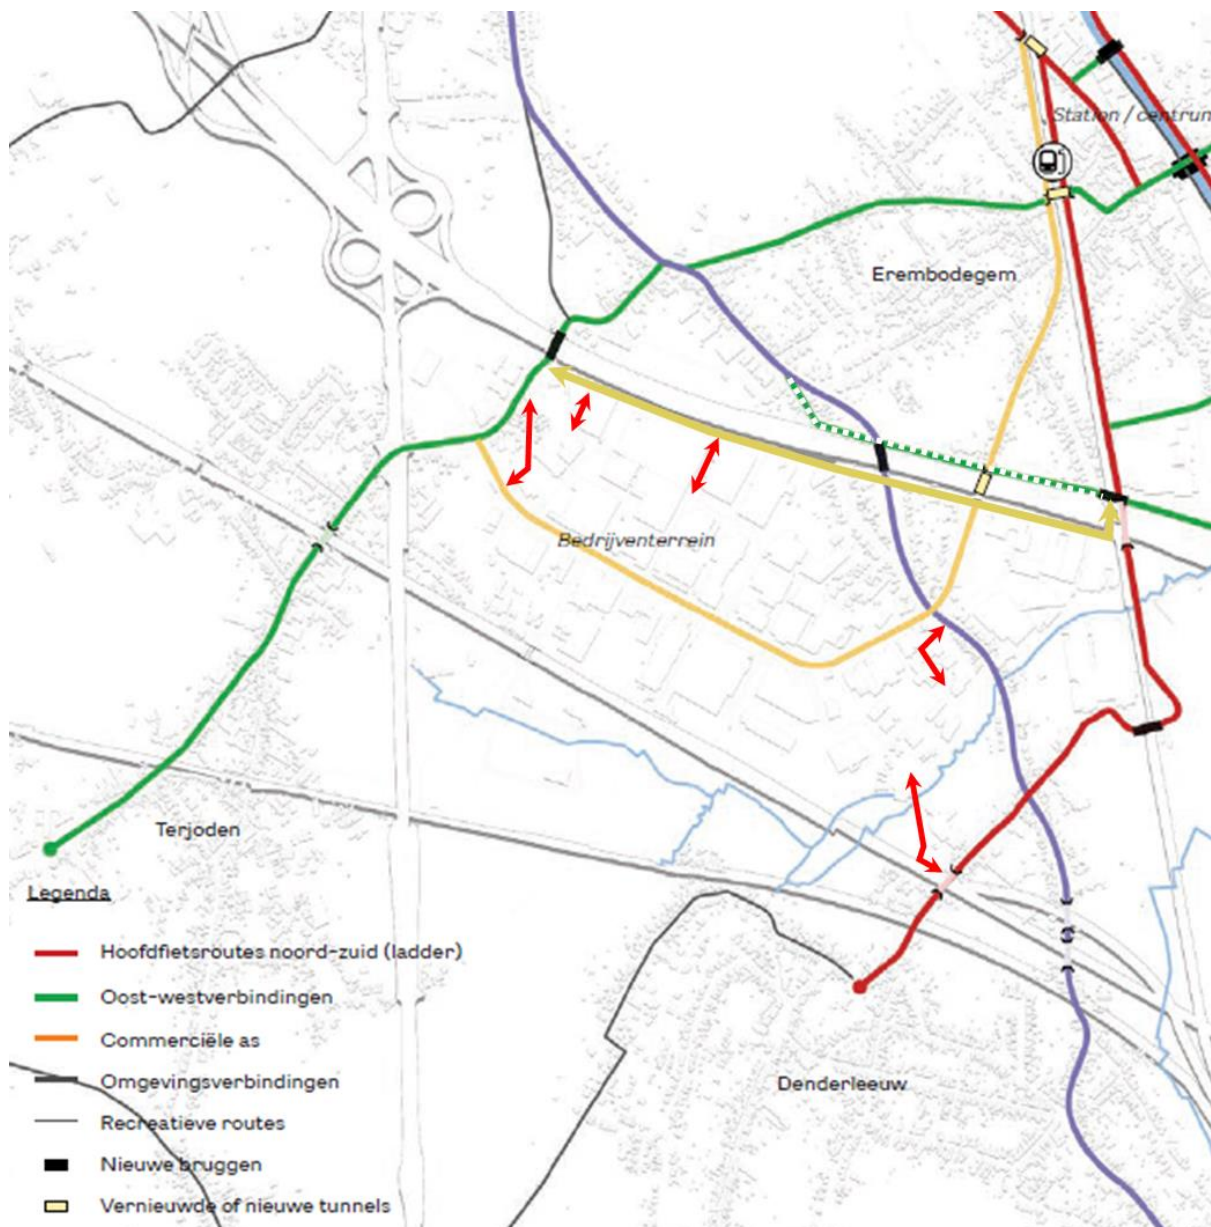 Station / centrum
Erembodegem
Bedrijventerrein
Terjoden
Legenda
Hoofdfietsroutes noord-zuid (ladder)
Oost-westverbindingen
Commerciële as
Omgevingsverbindingen
Recreatieve routes
Nieuwe bruggen
Vernieuwde of nieuwe tunnels
Denderleeuw